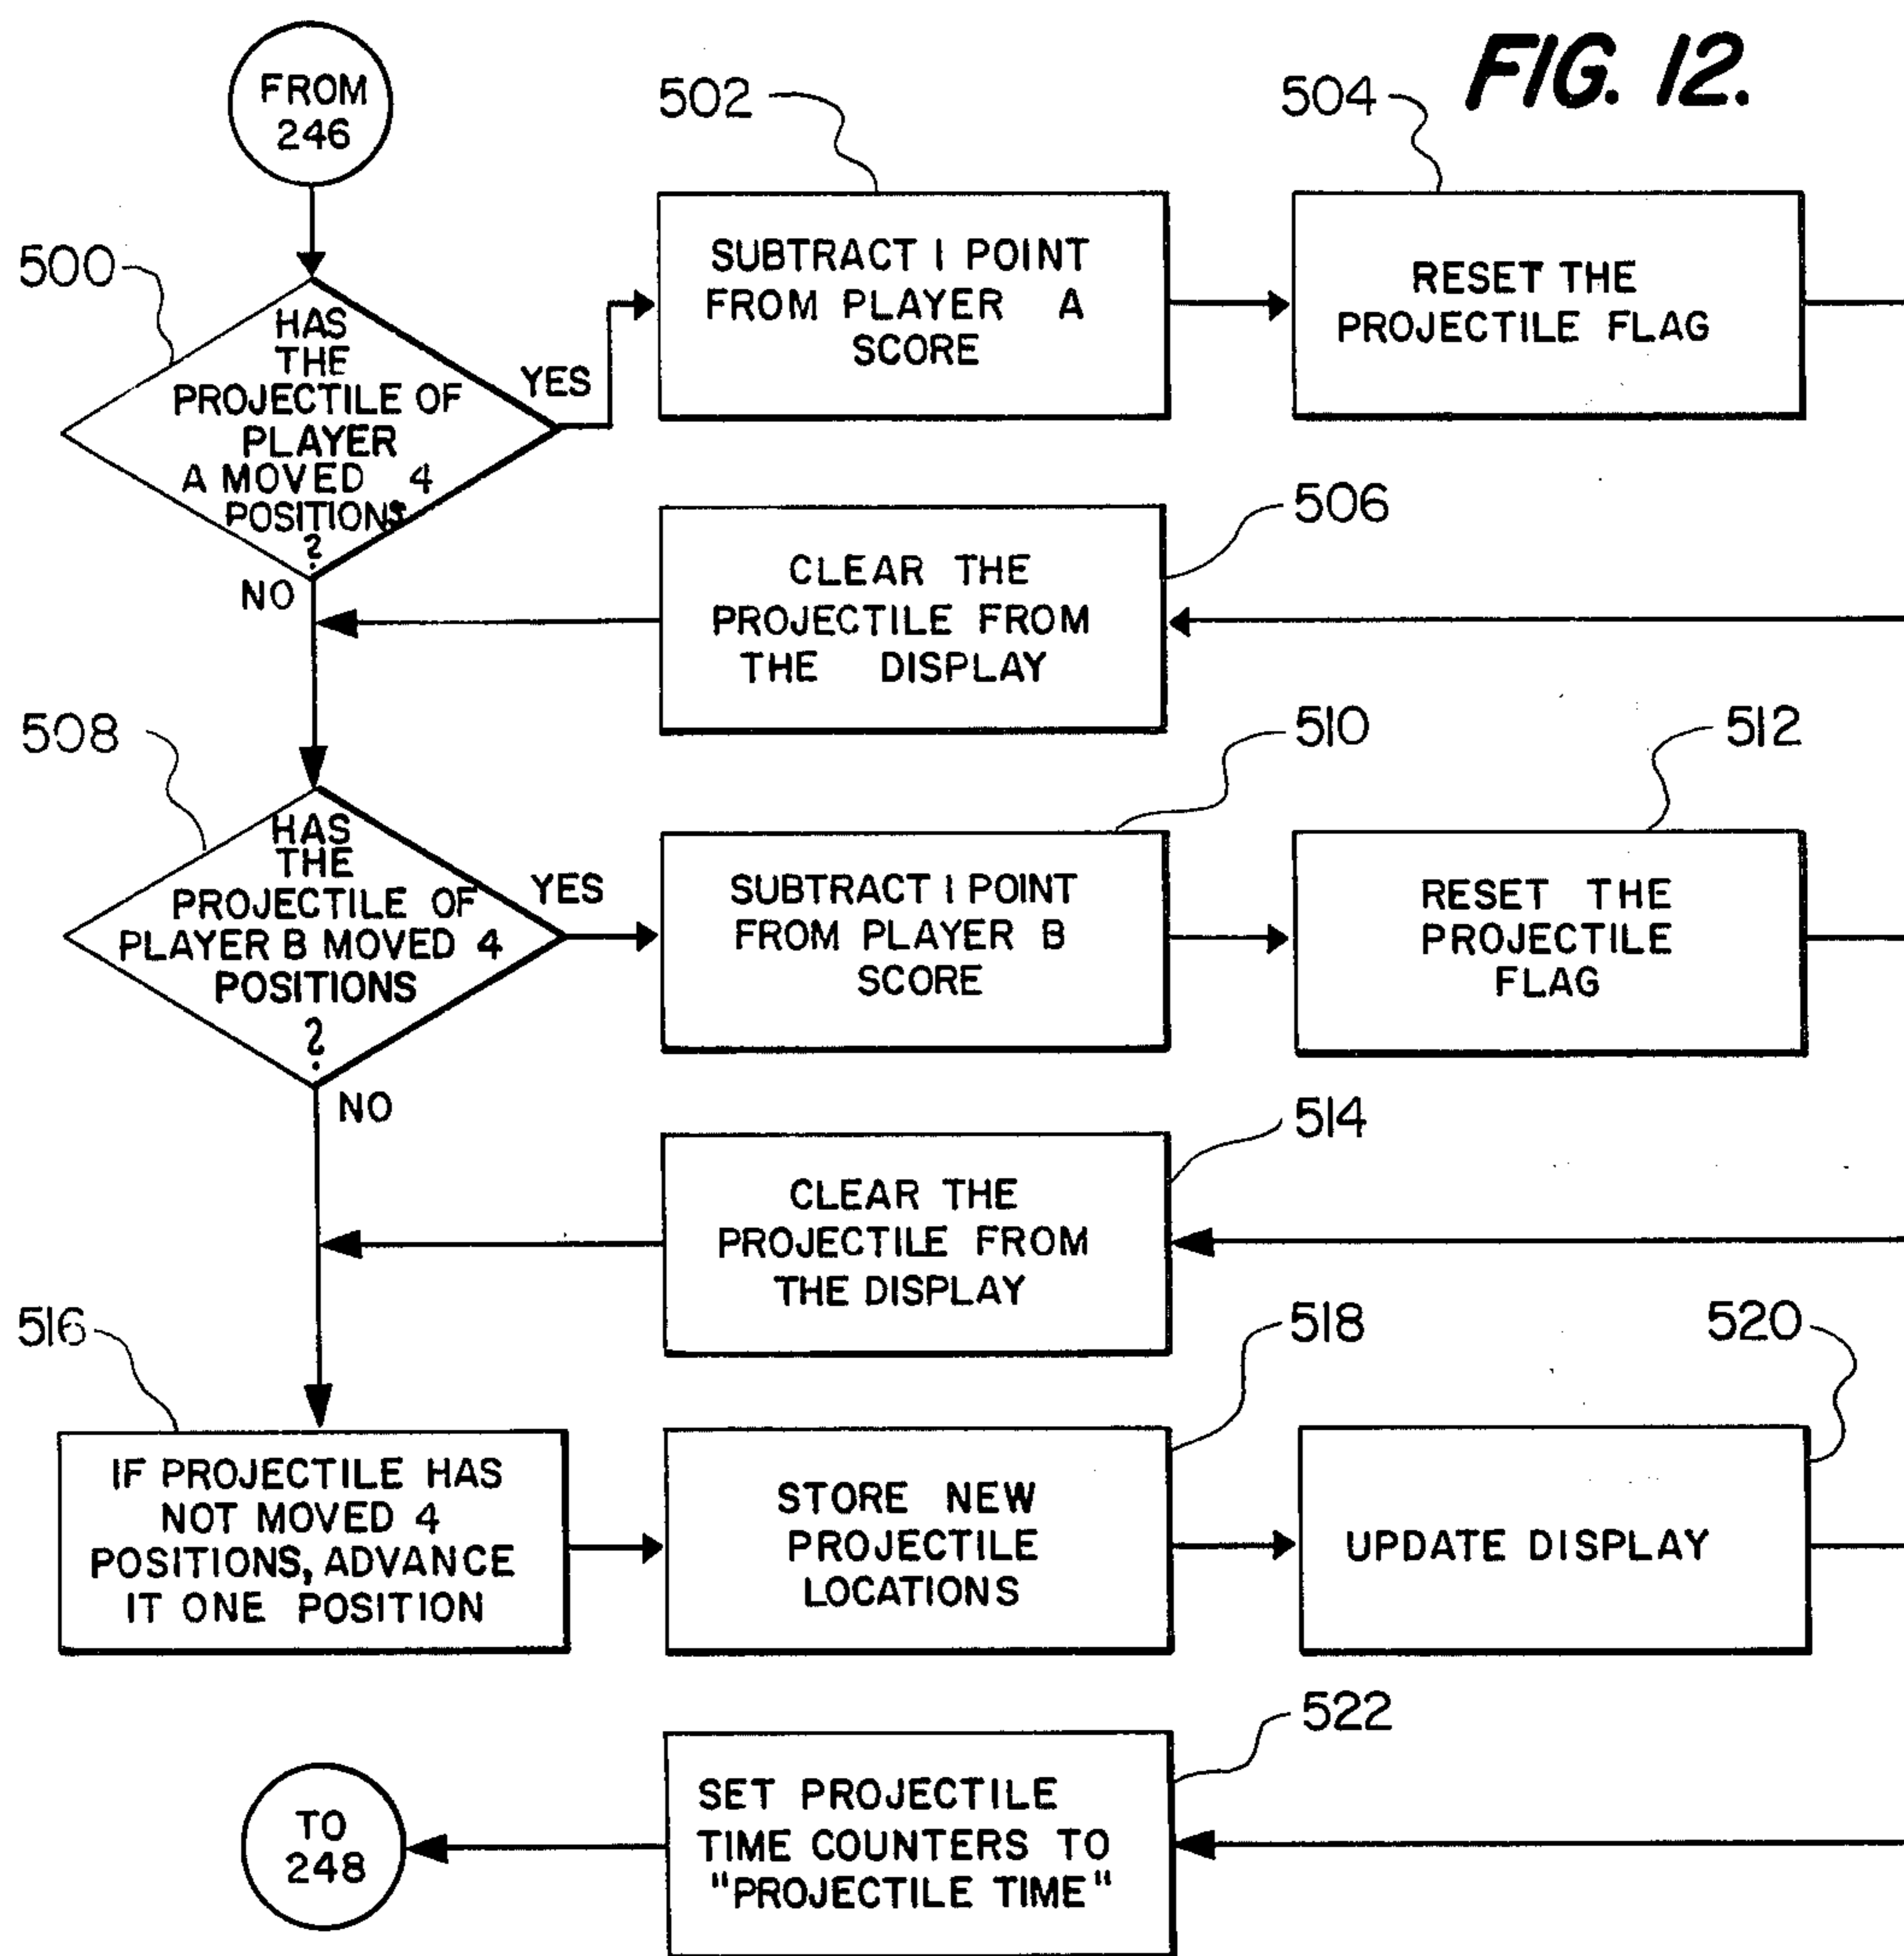 FIG. 12.
FROM
246
500
HAS
THE
PROJECTILE OF
PLAYER
A MOVED 4
POSITIONS
?
YES
NO
502
SUBTRACT 1 POINT
FROM PLAYER A
SCORE
504
RESET THE
PROJECTILE FLAG
506
CLEAR THE
PROJECTILE FROM
THE DISPLAY
508
HAS
THE
PROJECTILE OF
PLAYER B MOVED 4
POSITIONS
?
YES
NO
510
SUBTRACT 1 POINT
FROM PLAYER B
SCORE
512
RESET THE
PROJECTILE
FLAG
514
CLEAR THE
PROJECTILE FROM
THE DISPLAY
516
IF PROJECTILE HAS
NOT MOVED 4
POSITIONS, ADVANCE
IT ONE POSITION
518
STORE NEW
PROJECTILE
LOCATIONS
520
UPDATE DISPLAY
522
SET PROJECTILE
TIME COUNTERS TO
"PROJECTILE TIME"
TO
248